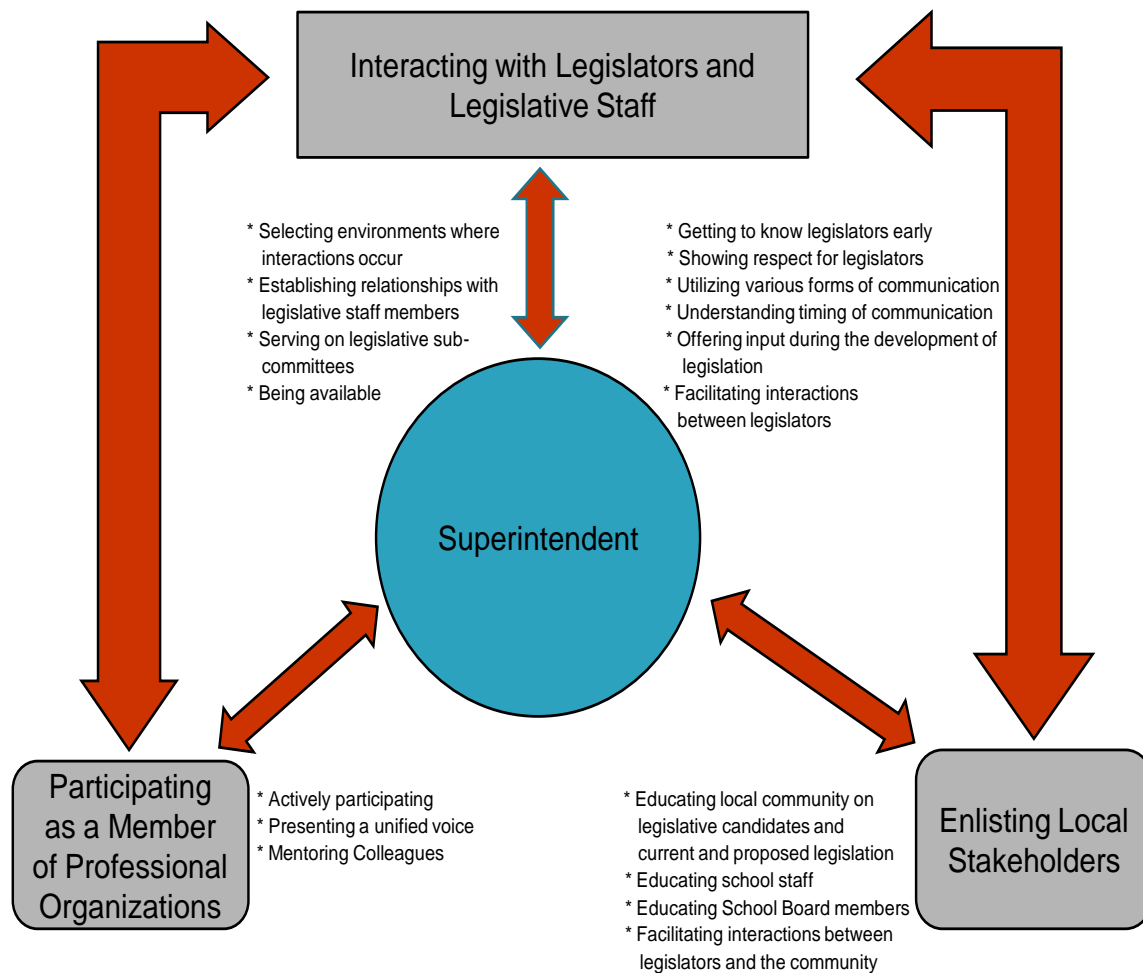 Interacting with Legislators and
Legislative Staff
* Selecting environments where
interactions occur
* Establishing relationships with
legislative staff members
* Serving on legislative sub-
committees
* Being available
* Getting to know legislators early
* Showing respect for legislators
* Utilizing various forms of communication
* Understanding timing of communication
* Offering input during the development of
legislation
* Facilitating interactions
between legislators
Superintendent
Participating
as a Member
of Professional
Organizations
* Actively participating
* Presenting a unified voice
* Mentoring Colleagues
* Educating local community on
legislative candidates and
current and proposed legislation
* Educating school staff
* Educating School Board members
* Facilitating interactions between
legislators and the community
Enlisting Local
Stakeholders